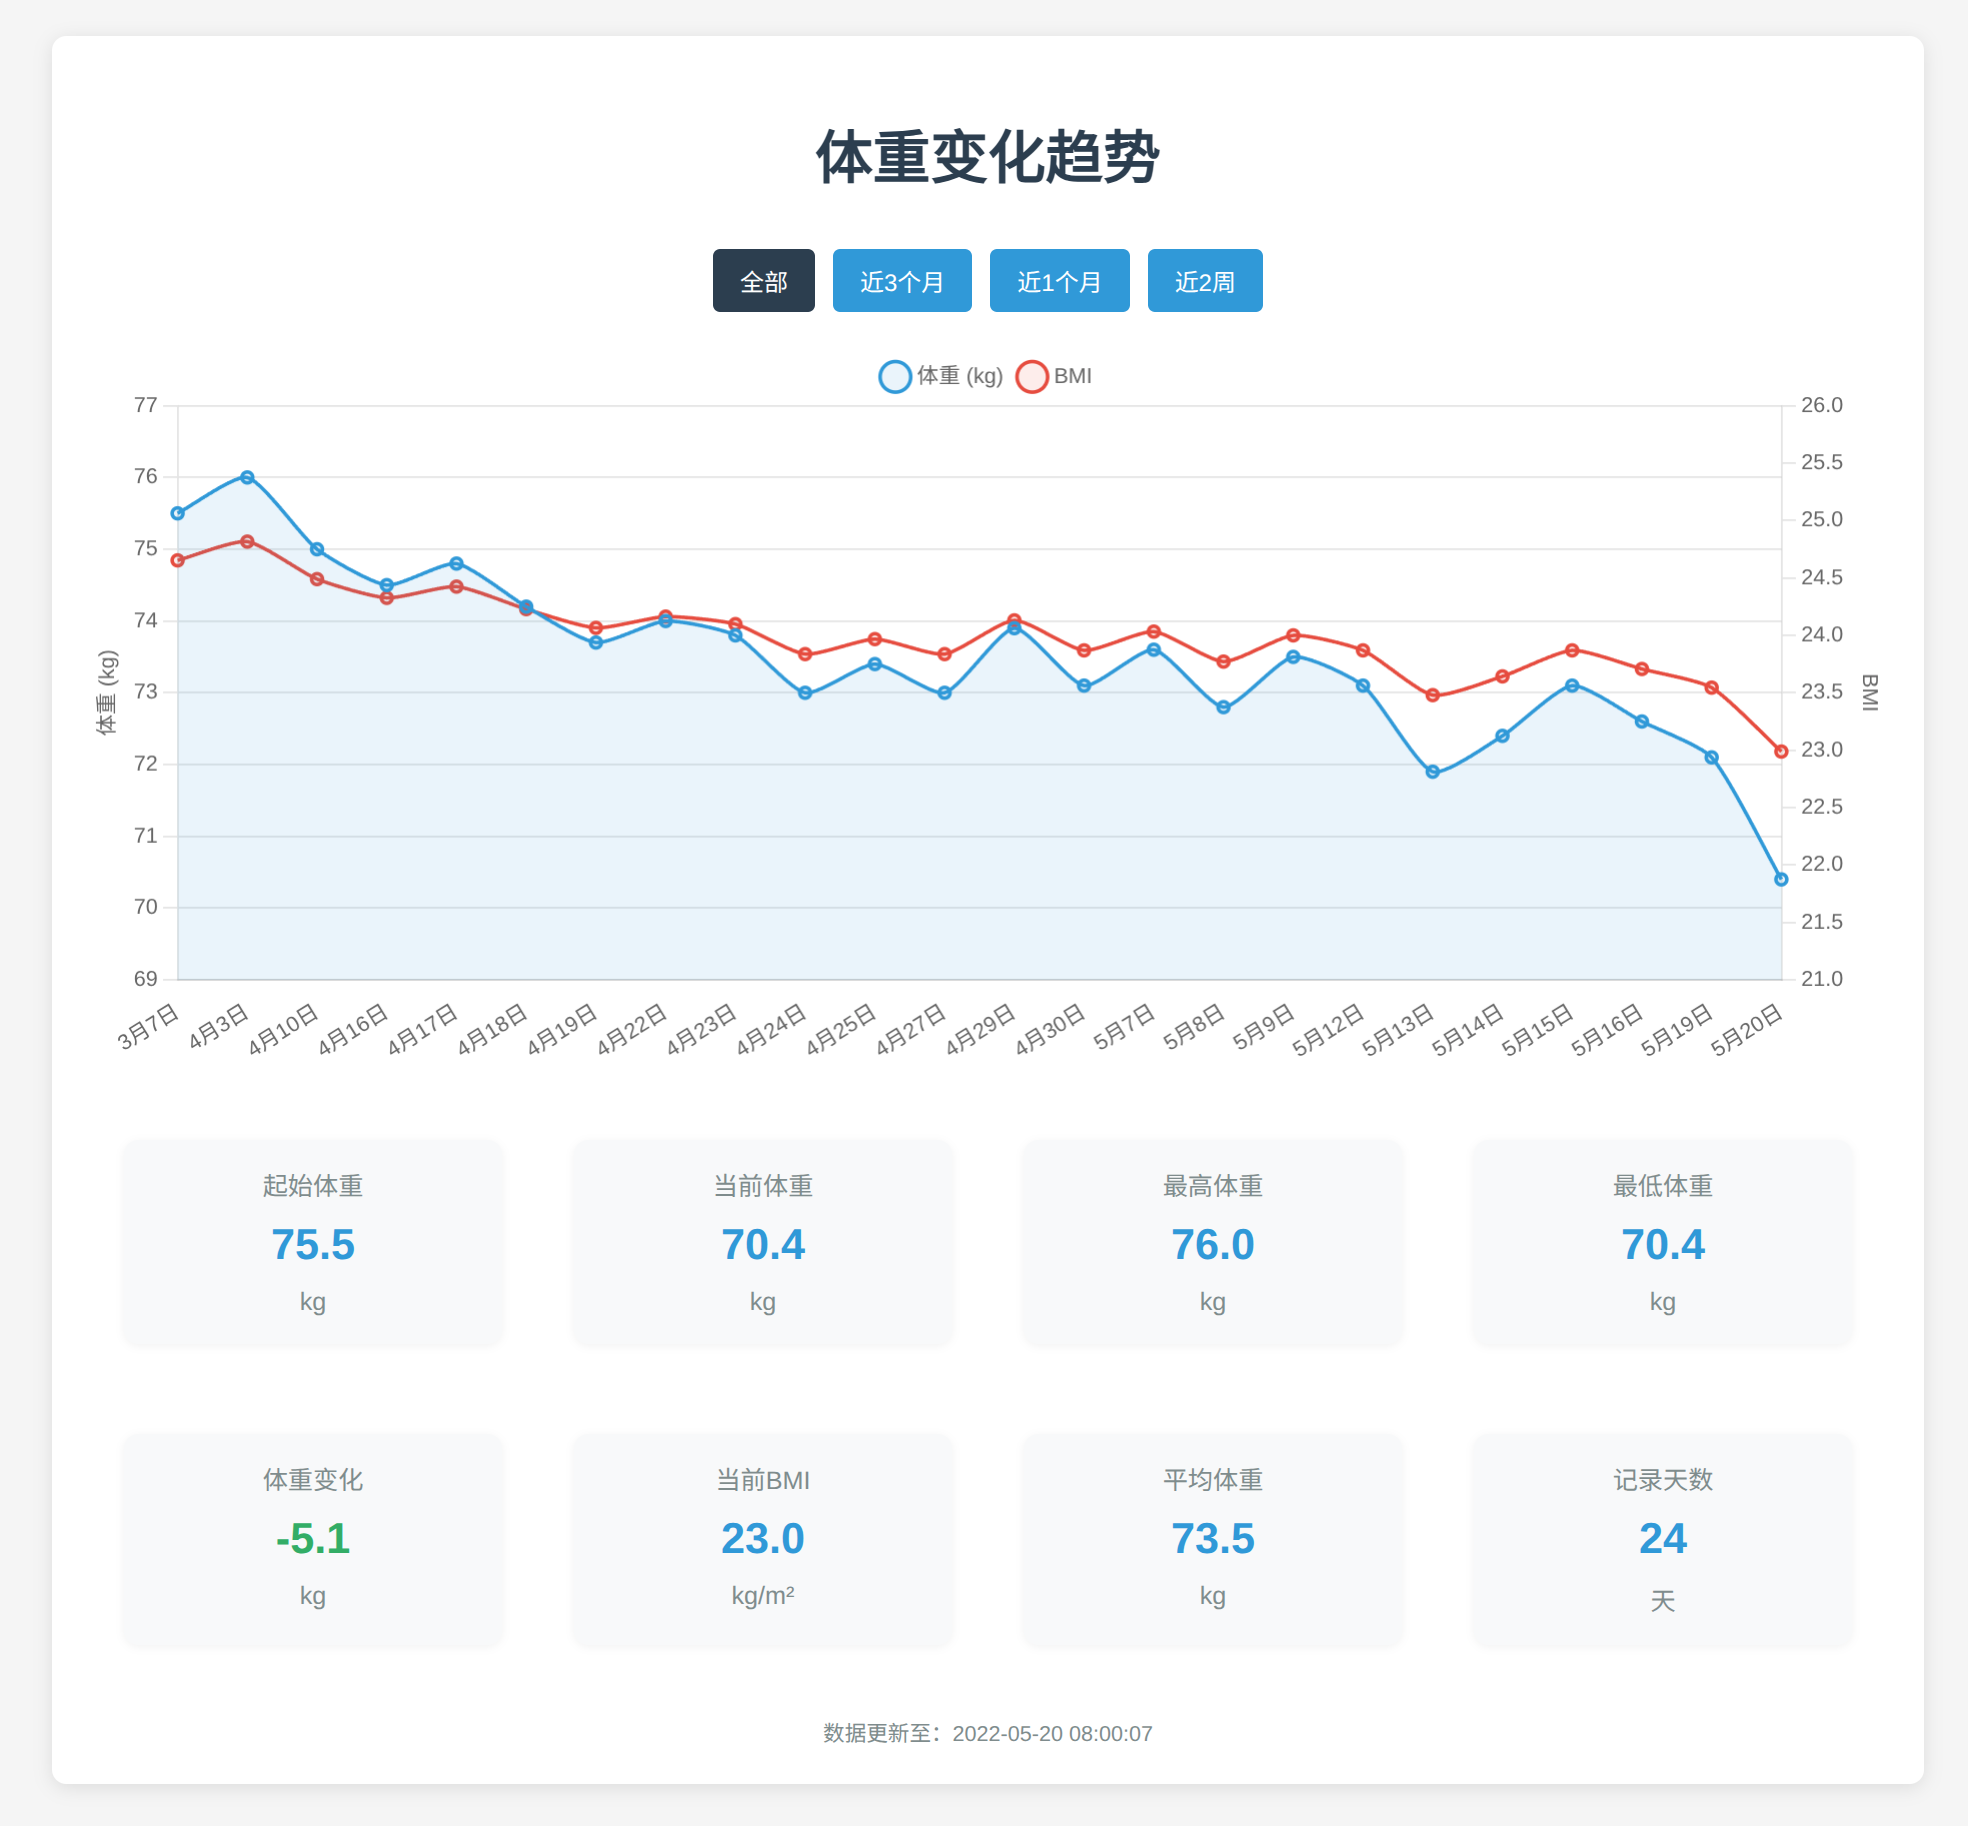 体重变化趋势
全部 近3个月 近1个月 近2周
体重 (kg) BMI
77
76
75
74
73
72
71
70
69
体重 (kg)
26.0
25.5
25.0
24.5
24.0
23.5
23.0
22.5
22.0
21.5
21.0
BMI
3月7日 4月3日 4月10日 4月16日 4月17日 4月18日 4月19日 4月22日 4月23日 4月24日 4月25日 4月27日 4月29日 4月30日 5月7日 5月8日 5月9日 5月12日 5月13日 5月14日 5月15日 5月16日 5月19日 5月20日
起始体重 当前体重 最高体重 最低体重
75.5 70.4 76.0 70.4
kg kg kg kg
体重变化 当前BMI 平均体重 记录天数
-5.1 23.0 73.5 24
kg kg/m² kg 天
数据更新至：2022-05-20 08:00:07